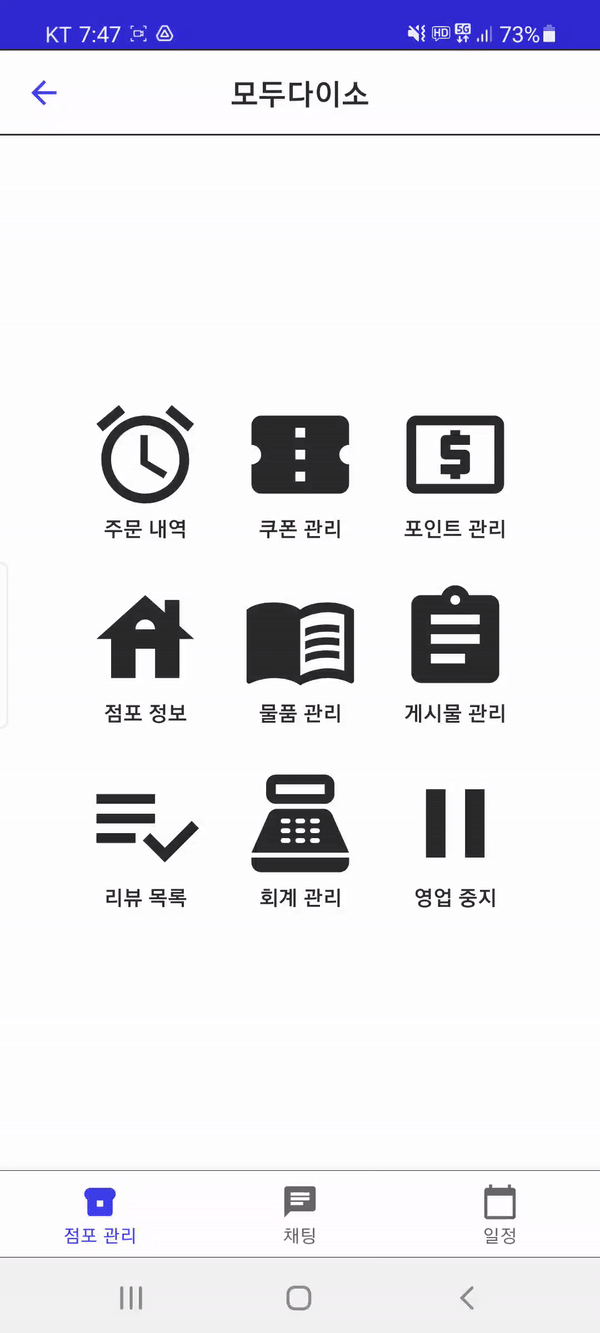 KT 7:47 HD 5G 73%
모두다이소
주문 내역 쿠폰 관리 포인트 관리
점포 정보 물품 관리 게시물 관리
리뷰 목록 회계 관리 영업 중지
점포 관리 채팅 일정